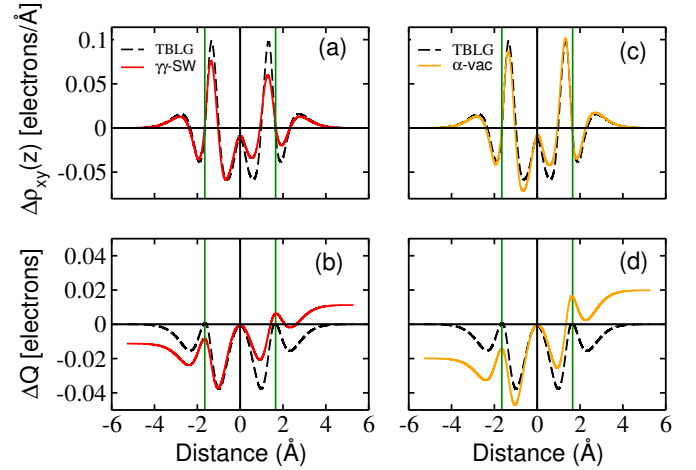 0.1
0.05
0
-0.05
Δρxy(z) [electrons/Å]
TBLG
γγ-SW
(a)
TBLG
α-vac
(c)
0.04
0.02
0
-0.02
-0.04
ΔQ [electrons]
(b)
(d)
-6 -4 -2 0 2 4 6
-6 -4 -2 0 2 4 6
Distance (Å)
Distance (Å)